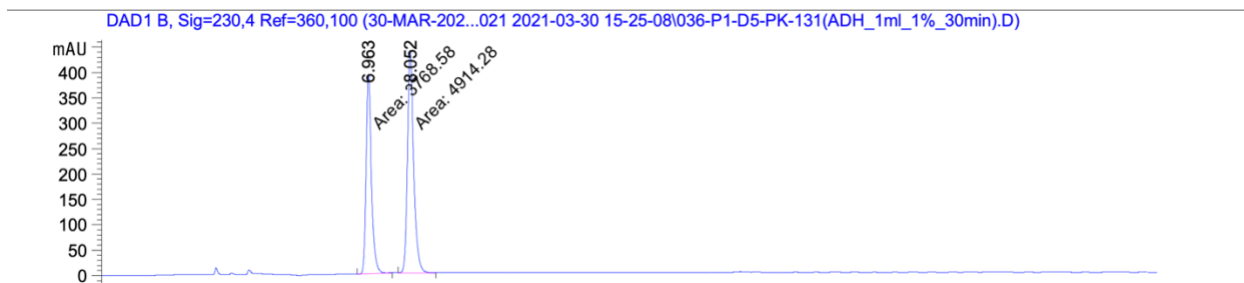 DAD1 B, Sig=230,4 Ref=360,100 (30-MAR-202...021 2021-03-30 15-25-08\036-P1-D5-PK-131(ADH_1ml_1%_30min).D)
mAU
400
350
300
250
200
150
100
50
0
6.963
Area: 3768.58
8.052
Area: 4914.28